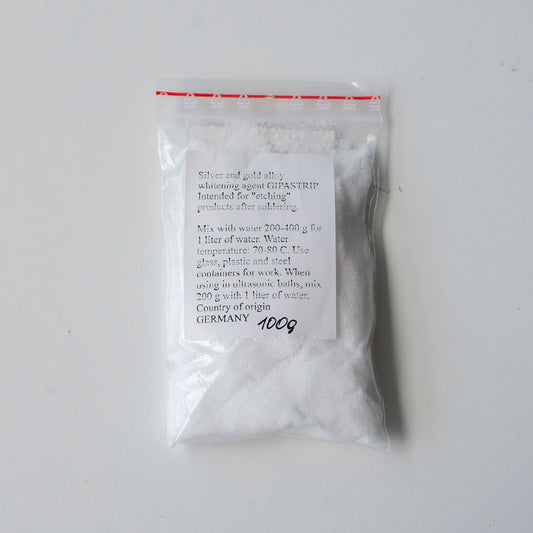 Silver and gold alloy
whitening agent GIPASTRIP.
Intended for "etching"
products after soldering.
Mix with water 200-400 g for
1 liter of water. Water
temperature: 70-80 C. Use
glass, plastic and steel
containers for work. When
using in ultrasonic baths, mix
200 g with 1 liter of water.
Country of origin
GERMANY 100g